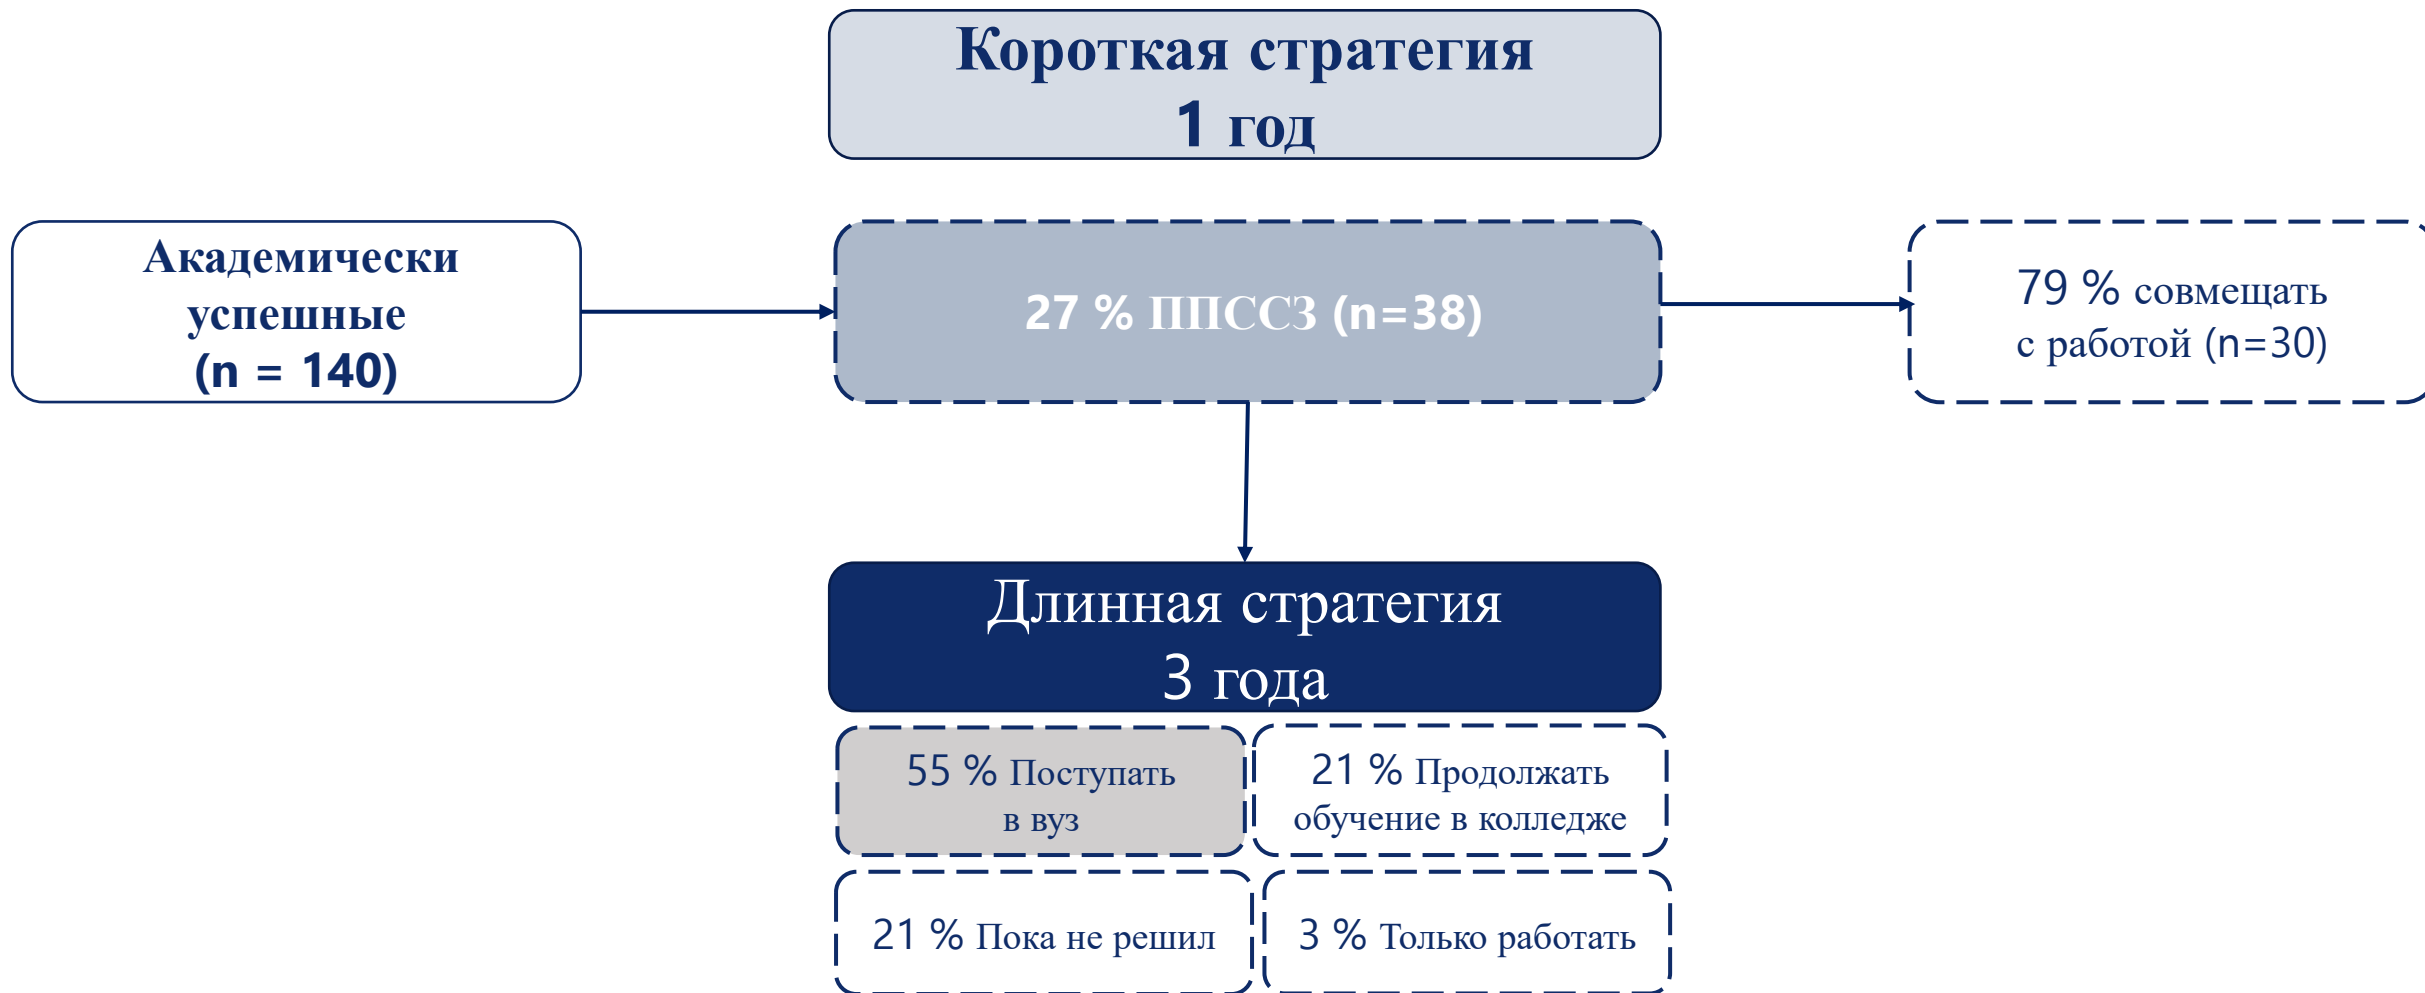 Короткая стратегия
1 год
Академически
успешные
(n = 140)
27 % ППССЗ (n=38)
79 % совмещать
с работой (n=30)
Длинная стратегия
3 года
55 % Поступать
в вуз
21 % Продолжать
обучение в колледже
21 % Пока не решил
3 % Только работать